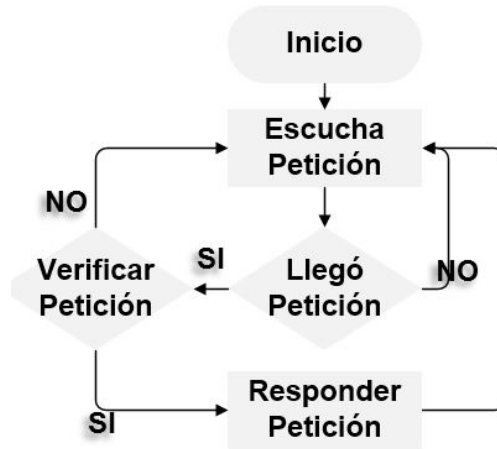 Inicio
Escucha
Petición
NO
Verificar
Petición
SI
Llegó
Petición
NO
SI
Responder
Petición